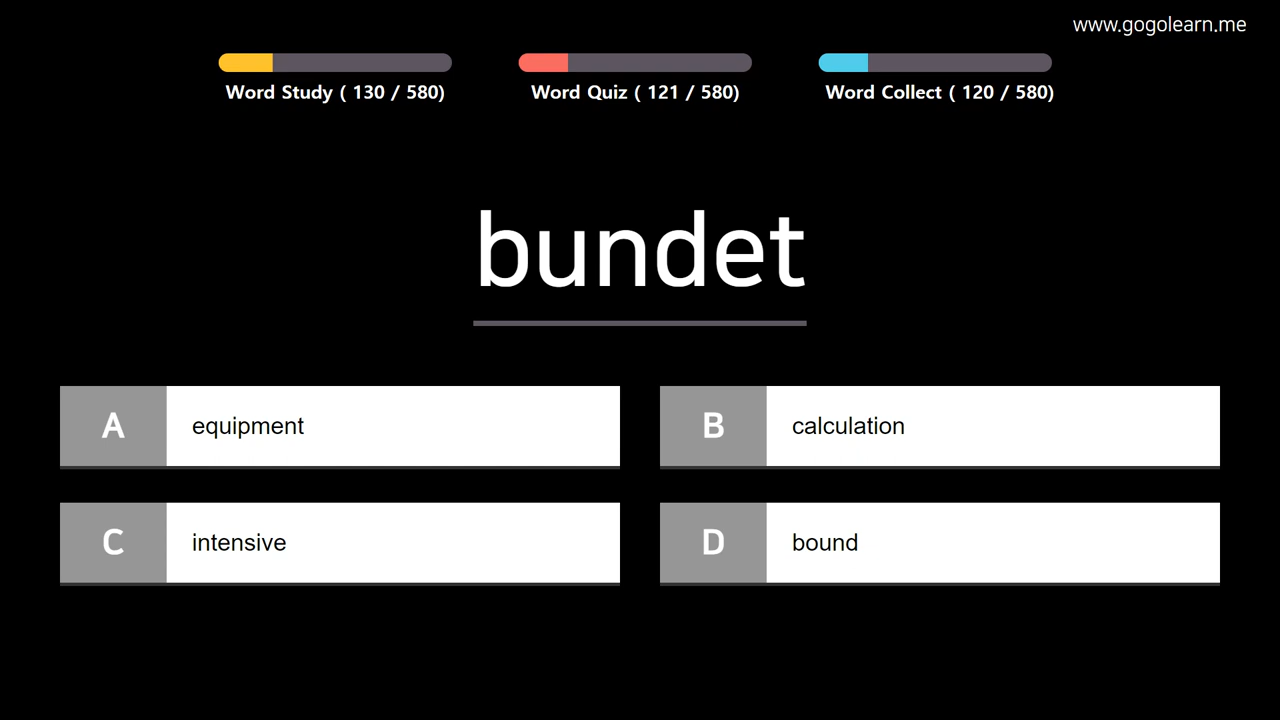 www.gogolearn.me
Word Study ( 130 / 580)
Word Quiz ( 121 / 580)
Word Collect ( 120 / 580)
bundet
A equipment
B calculation
C intensive
D bound